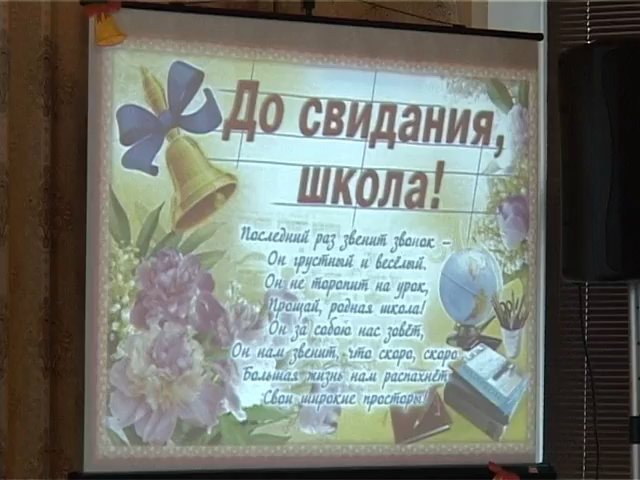 До свидания,
школа!
Последний раз звенит звонок –
Он грустный и весёлый.
Он не торопит на урок,
Прощай, родная школа!
Он за собою нас зовёт,
Он нам звенит, что скоро, скоро
Большая жизнь нам распахнёт
Свои широкие просторы!